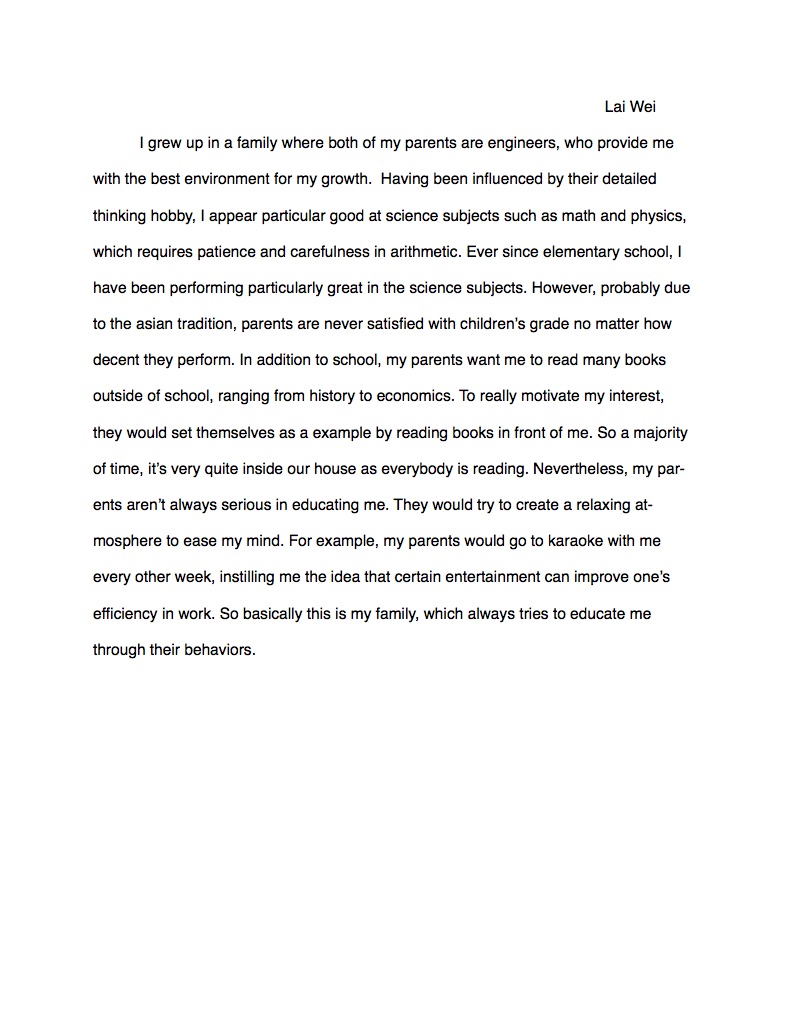 Lai Wei
I grew up in a family where both of my parents are engineers, who provide me
with the best environment for my growth.  Having been influenced by their detailed
thinking hobby, I appear particular good at science subjects such as math and physics,
which requires patience and carefulness in arithmetic. Ever since elementary school, I
have been performing particularly great in the science subjects. However, probably due
to the asian tradition, parents are never satisfied with children’s grade no matter how
decent they perform. In addition to school, my parents want me to read many books
outside of school, ranging from history to economics. To really motivate my interest,
they would set themselves as a example by reading books in front of me. So a majority
of time, it’s very quite inside our house as everybody is reading. Nevertheless, my par-
ents aren’t always serious in educating me. They would try to create a relaxing at-
mosphere to ease my mind. For example, my parents would go to karaoke with me
every other week, instilling me the idea that certain entertainment can improve one’s
efficiency in work. So basically this is my family, which always tries to educate me
through their behaviors.